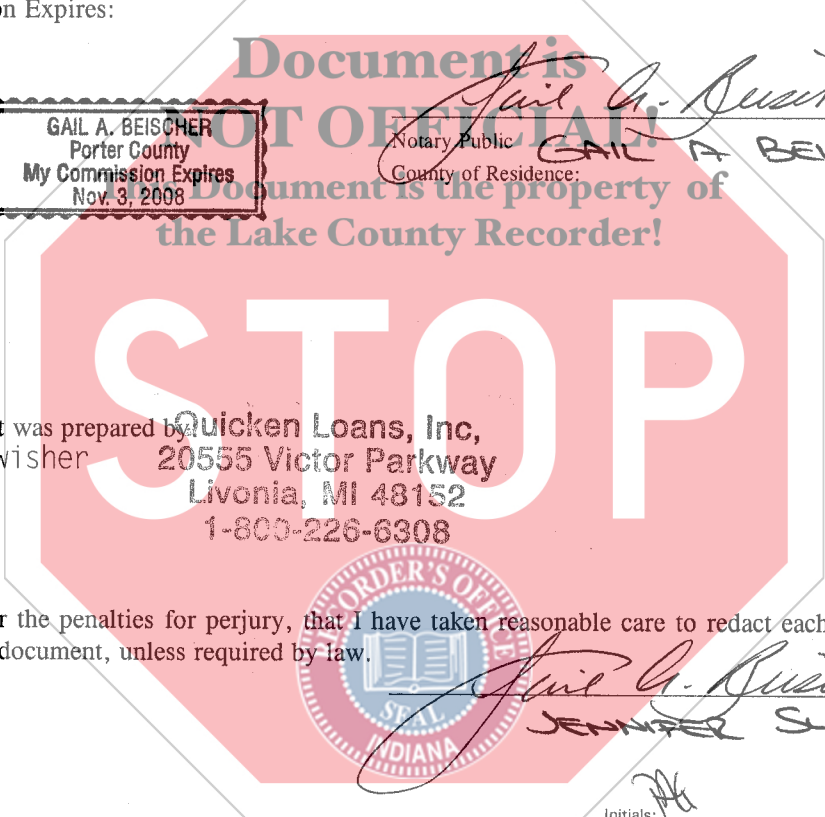 on Expires:
Document is
NOT OFFICIAL!
This Document is the property of
the Lake County Recorder!
GAIL A. BEISCHER
Porter County
My Commission Expires
Nov. 3, 2008
Gail A. Beisch
Notary Public GAIL A BEI
County of Residence:
STOP
t was prepared by Quicken Loans, Inc,
wisher 20555 Victor Parkway
Livonia, MI 48152
1-800-226-6308
r the penalties for perjury, that I have taken reasonable care to redact each
document, unless required by law.
RECORDER'S OFFICE
SEAL
INDIANA
JENNIFER
Initials: